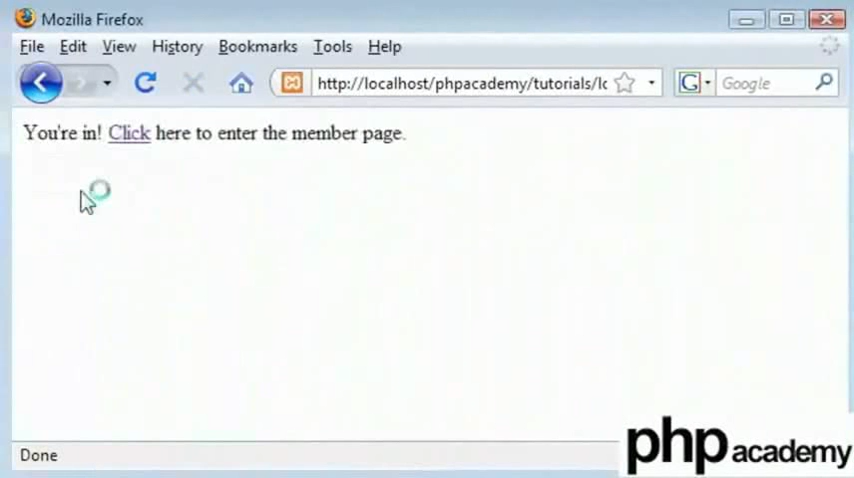 Mozilla Firefox
File Edit View History Bookmarks Tools Help
http://localhost/phpacademy/tutorials/lc G Google
You're in! Click here to enter the member page.
Done
php academy